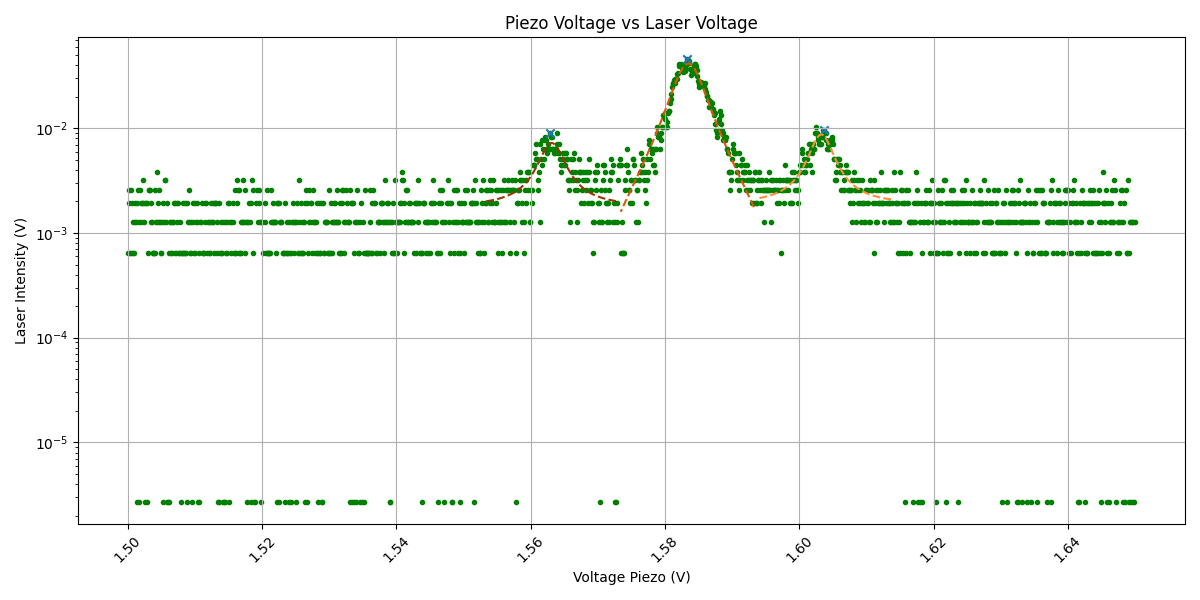 Piezo Voltage vs Laser Voltage
Laser Intensity (V)
10⁻²
10⁻³
10⁻⁴
10⁻⁵
1.50 1.52 1.54 1.56 1.58 1.60 1.62 1.64
Voltage Piezo (V)